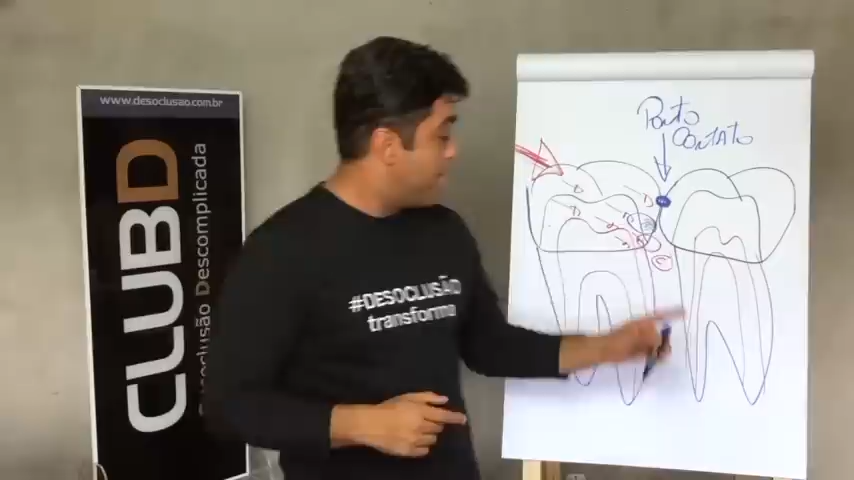 www.desoclusao.com.br
CLUBD
Desoclusão Descomplicada
#DESOCLUSÃO
transforma
Ponto
Contato